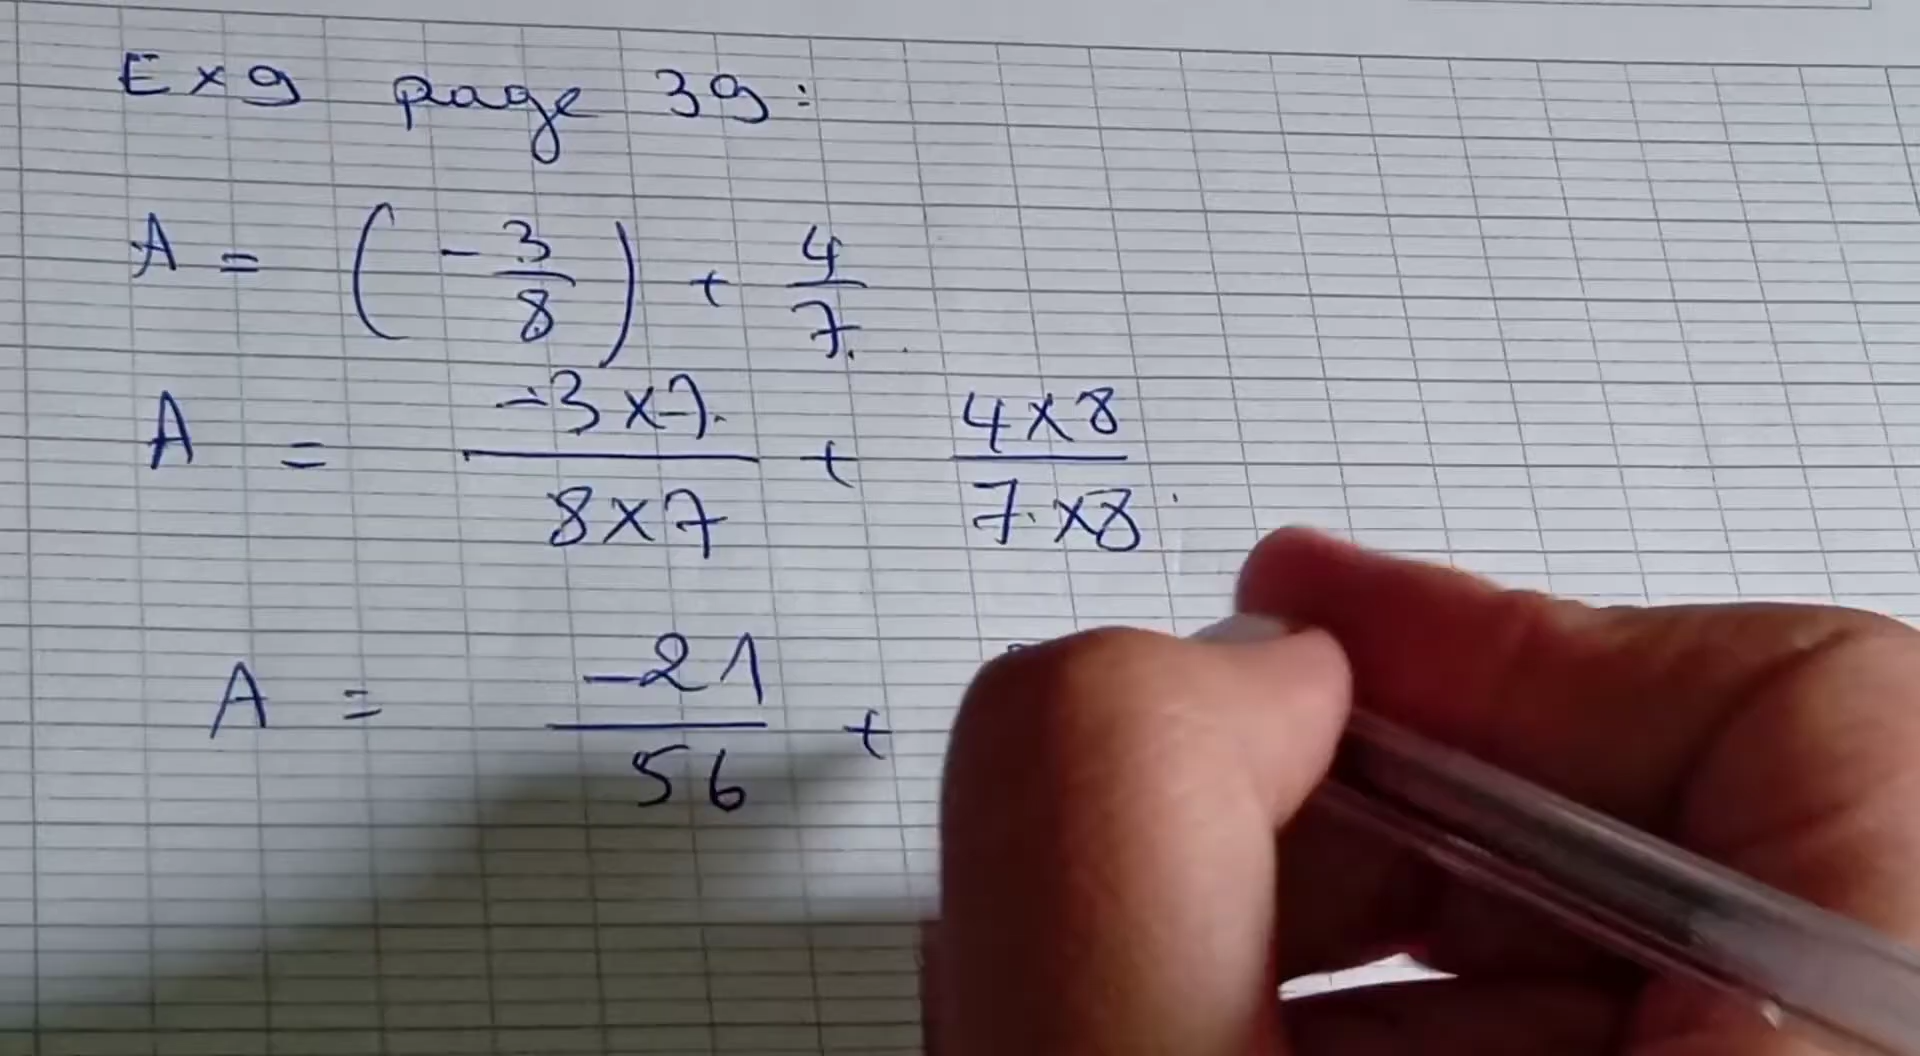 Ex 9 page 39:
A = (-3/8) + 4/7
A = -3×7/8×7 + 4×8/7×8
A = -21/56 +